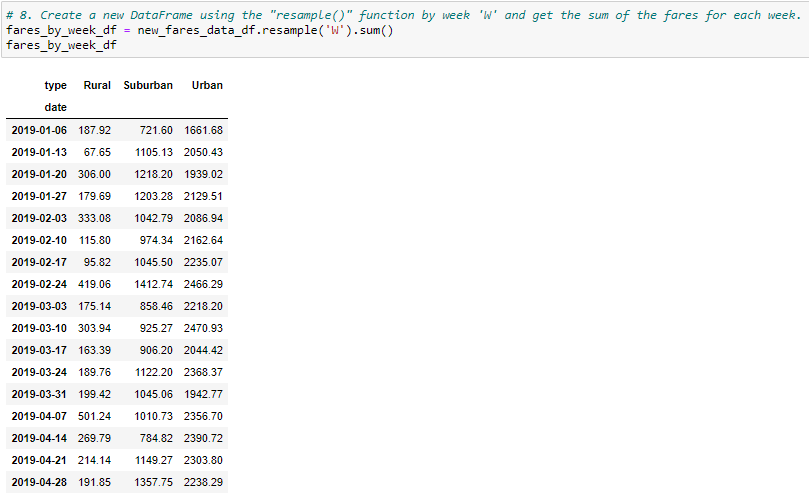 # 8. Create a new DataFrame using the "resample()" function by week 'W' and get the sum of the fares for each week.
fares_by_week_df = new_fares_data_df.resample('W').sum()
fares_by_week_df
type Rural Suburban Urban
date
2019-01-06 187.92 721.60 1661.68
2019-01-13 67.65 1105.13 2050.43
2019-01-20 306.00 1218.20 1939.02
2019-01-27 179.69 1203.28 2129.51
2019-02-03 333.08 1042.79 2086.94
2019-02-10 115.80 974.34 2162.64
2019-02-17 95.82 1045.50 2235.07
2019-02-24 419.06 1412.74 2466.29
2019-03-03 175.14 858.46 2218.20
2019-03-10 303.94 925.27 2470.93
2019-03-17 163.39 906.20 2044.42
2019-03-24 189.76 1122.20 2368.37
2019-03-31 199.42 1045.06 1942.77
2019-04-07 501.24 1010.73 2356.70
2019-04-14 269.79 784.82 2390.72
2019-04-21 214.14 1149.27 2303.80
2019-04-28 191.85 1357.75 2238.29